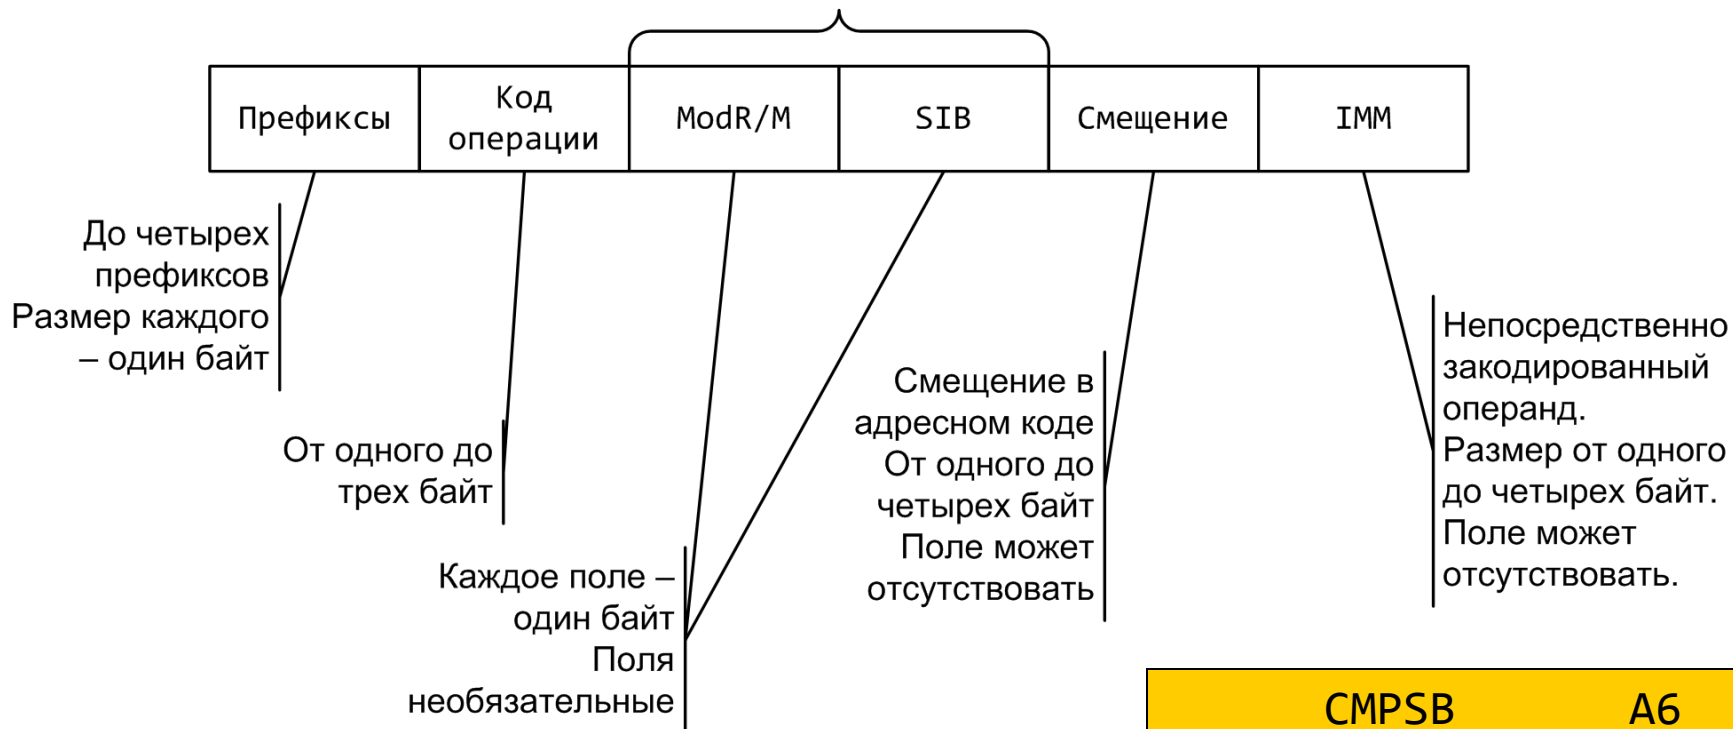 Префиксы
Код
операции
ModR/M
SIB
Смещение
IMM
До четырех
префиксов
Размер каждого
– один байт
От одного до
трех байт
Каждое поле –
один байт
Поля
необязательные
Смещение в
адресном коде
От одного до
четырех байт
Поле может
отсутствовать
Непосредственно
закодированный
операнд.
Размер от одного
до четырех байт.
Поле может
отсутствовать.
CMPSB A6